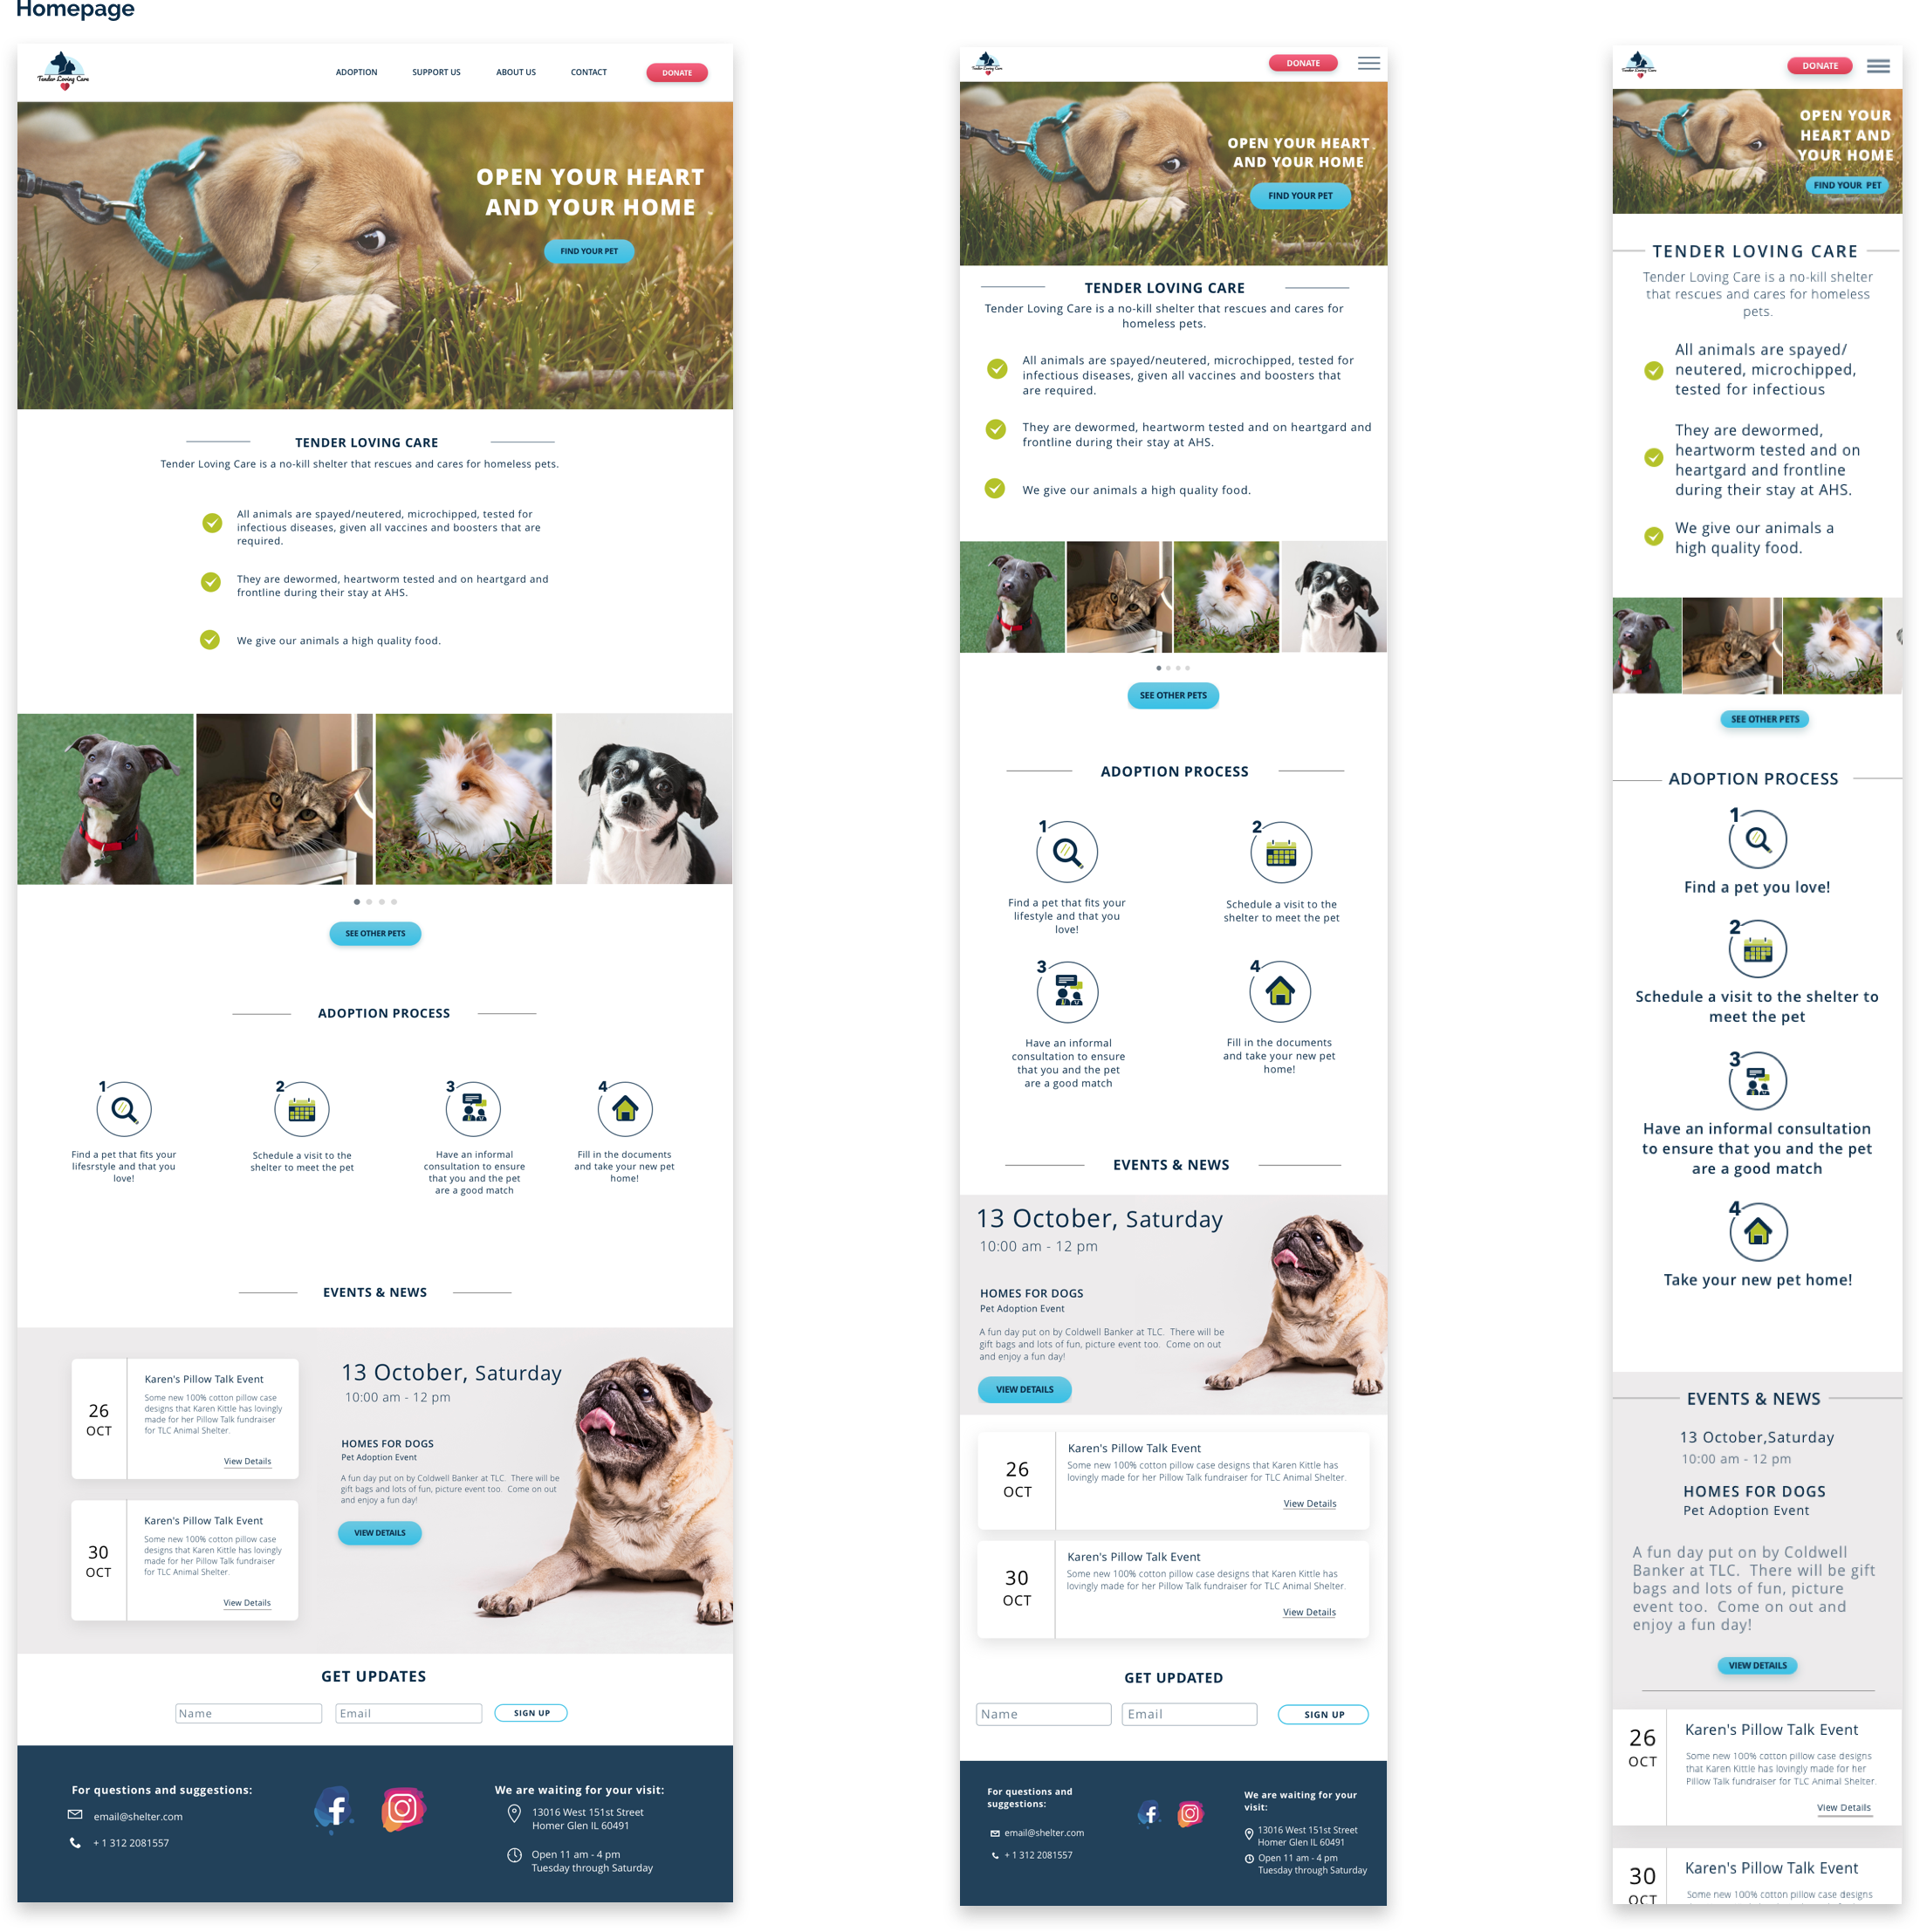 Homepage
Tender Loving Care
ADOPTION
SUPPORT US
ABOUT US
CONTACT
DONATE
OPEN YOUR HEART
AND YOUR HOME
FIND YOUR PET
TENDER LOVING CARE
Tender Loving Care is a no-kill shelter that rescues and cares for homeless pets.
All animals are spayed/neutered, microchipped, tested for
infectious diseases, given all vaccines and boosters that are
required.
They are dewormed, heartworm tested and on heartgard and
frontline during their stay at AHS.
We give our animals a high quality food.
SEE OTHER PETS
ADOPTION PROCESS
1
Find a pet that fits your
lifesrstyle and that you
love!
2
Schedule a visit to the
shelter to meet the pet
3
Have an informal
consultation to ensure
that you and the pet
are a good match
4
Fill in the documents
and take your new pet
home!
EVENTS & NEWS
26
OCT
Karen's Pillow Talk Event
Some new 100% cotton pillow case
designs that Karen Kittle has lovingly
made for her Pillow Talk fundraiser
for TLC Animal Shelter.
View Details
30
OCT
Karen's Pillow Talk Event
Some new 100% cotton pillow case
designs that Karen Kittle has lovingly
made for her Pillow Talk fundraiser
for TLC Animal Shelter.
View Details
13 October, Saturday
10:00 am - 12 pm
HOMES FOR DOGS
Pet Adoption Event
A fun day put on by Coldwell Banker at TLC.  There will be
gift bags and lots of fun, picture event too.  Come on out
and enjoy a fun day!
VIEW DETAILS
GET UPDATES
Name
Email
SIGN UP
For questions and suggestions:
email@shelter.com
+ 1 312 2081557
We are waiting for your visit:
13016 West 151st Street
Homer Glen IL 60491
Open 11 am - 4 pm
Tuesday through Saturday
Tender Loving Care
DONATE
OPEN YOUR HEART
AND YOUR HOME
FIND YOUR PET
TENDER LOVING CARE
Tender Loving Care is a no-kill shelter that rescues and cares for
homeless pets.
All animals are spayed/neutered, microchipped, tested for
infectious diseases, given all vaccines and boosters that
are required.
They are dewormed, heartworm tested and on heartgard and
frontline during their stay at AHS.
We give our animals a high quality food.
SEE OTHER PETS
ADOPTION PROCESS
1
Find a pet that fits your
lifestyle and that you
love!
2
Schedule a visit to the
shelter to meet the pet
3
Have an informal
consultation to ensure
that you and the pet
are a good match
4
Fill in the documents
and take your new pet
home!
EVENTS & NEWS
13 October, Saturday
10:00 am - 12 pm
HOMES FOR DOGS
Pet Adoption Event
A fun day put on by Coldwell Banker at TLC.  There will be
gift bags and lots of fun, picture event too.  Come on out
and enjoy a fun day!
VIEW DETAILS
26
OCT
Karen's Pillow Talk Event
Some new 100% cotton pillow case designs that Karen Kittle has
lovingly made for her Pillow Talk fundraiser for TLC Animal Shelter.
View Details
30
OCT
Karen's Pillow Talk Event
Some new 100% cotton pillow case designs that Karen Kittle has
lovingly made for her Pillow Talk fundraiser for TLC Animal Shelter.
View Details
GET UPDATED
Name
Email
SIGN UP
For questions and
suggestions:
email@shelter.com
+ 1 312 2081557
We are waiting for your
visit:
13016 West 151st Street
Homer Glen IL 60491
Open 11 am - 4 pm
Tuesday through Saturday
Tender Loving Care
DONATE
OPEN YOUR
HEART AND
YOUR HOME
FIND YOUR PET
TENDER LOVING CARE
Tender Loving Care is a no-kill shelter
that rescues and cares for homeless
pets.
All animals are spayed/
neutered, microchipped,
tested for infectious
They are dewormed,
heartworm tested and on
heartgard and frontline
during their stay at AHS.
We give our animals a
high quality food.
SEE OTHER PETS
ADOPTION PROCESS
1
Find a pet you love!
2
Schedule a visit to the shelter to
meet the pet
3
Have an informal consultation
to ensure that you and the pet
are a good match
4
Take your new pet home!
EVENTS & NEWS
13 October,Saturday
10:00 am - 12 pm
HOMES FOR DOGS
Pet Adoption Event
A fun day put on by Coldwell
Banker at TLC.  There will be gift
bags and lots of fun, picture
event too.  Come on out and
enjoy a fun day!
VIEW DETAILS
26
OCT
Karen's Pillow Talk Event
Some new 100% cotton pillow case designs
that Karen Kittle has lovingly made for her
Pillow Talk fundraiser for TLC Animal Shelter.
View Details
30
OCT
Karen's Pillow Talk Event
Some new 100% cotton pillow case designs